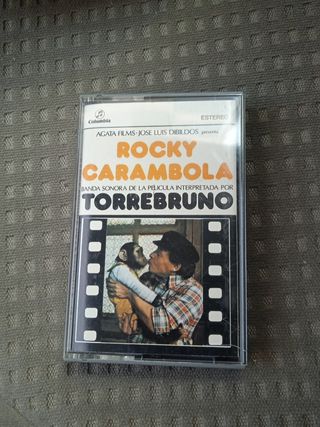 Columbia
ESTEREO
AGATA FILMS-JOSE LUIS DIBILDOS presenta
ROCKY
CARAMBOLA
BANDA SONORA DE LA PELICULA INTERPRETADA POR
TORREBRUNO